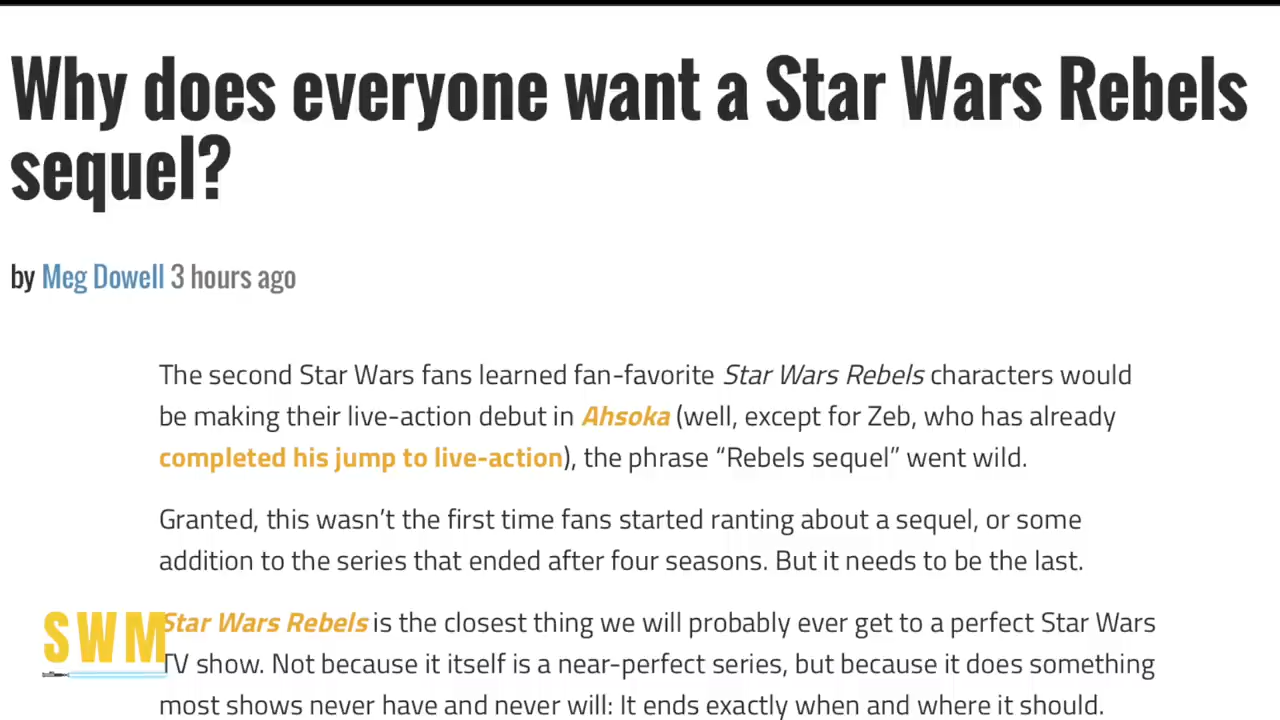 Why does everyone want a Star Wars Rebels
sequel?
by Meg Dowell 3 hours ago
The second Star Wars fans learned fan-favorite Star Wars Rebels characters would
be making their live-action debut in Ahsoka (well, except for Zeb, who has already
completed his jump to live-action), the phrase “Rebels sequel” went wild.
Granted, this wasn’t the first time fans started ranting about a sequel, or some
addition to the series that ended after four seasons. But it needs to be the last.
Star Wars Rebels is the closest thing we will probably ever get to a perfect Star Wars
SWM
TV show. Not because it itself is a near-perfect series, but because it does something
most shows never have and never will: It ends exactly when and where it should.